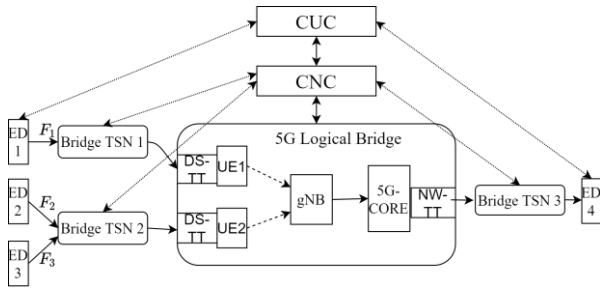 CUC
CNC
ED
1
F₁
Bridge TSN 1
5G Logical Bridge
DS-
TT
UE1
ED
2
F₂
Bridge TSN 2
DS-
TT
UE2
gNB
5G-
CORE
NW-
TT
Bridge TSN 3
ED
4
ED
3
F₃